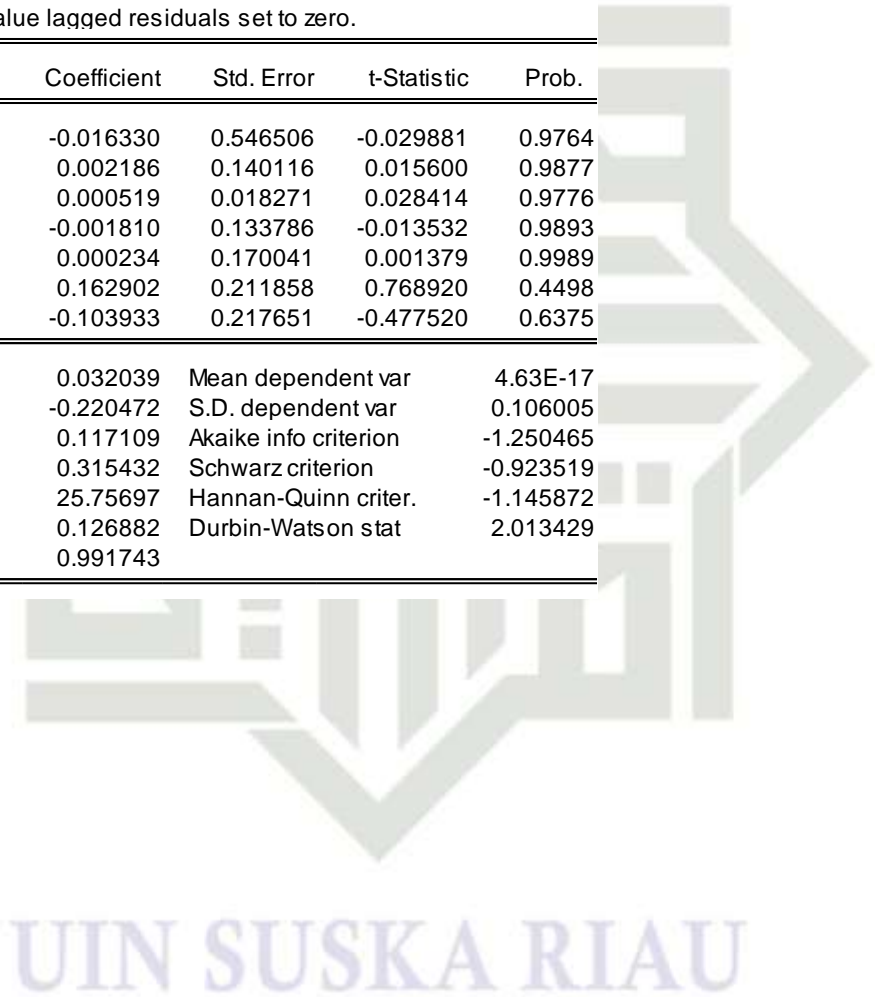 alue lagged residuals set to zero.
Coefficient Std. Error t-Statistic Prob.
-0.016330 0.546506 -0.029881 0.9764
0.002186 0.140116 0.015600 0.9877
0.000519 0.018271 0.028414 0.9776
-0.001810 0.133786 -0.013532 0.9893
0.000234 0.170041 0.001379 0.9989
0.162902 0.211858 0.768920 0.4498
-0.103933 0.217651 -0.477520 0.6375
0.032039 Mean dependent var 4.63E-17
-0.220472 S.D. dependent var 0.106005
0.117109 Akaike info criterion -1.250465
0.315432 Schwarz criterion -0.923519
25.75697 Hannan-Quinn criter. -1.145872
0.126882 Durbin-Watson stat 2.013429
0.991743
UIN SUSKA RIAU